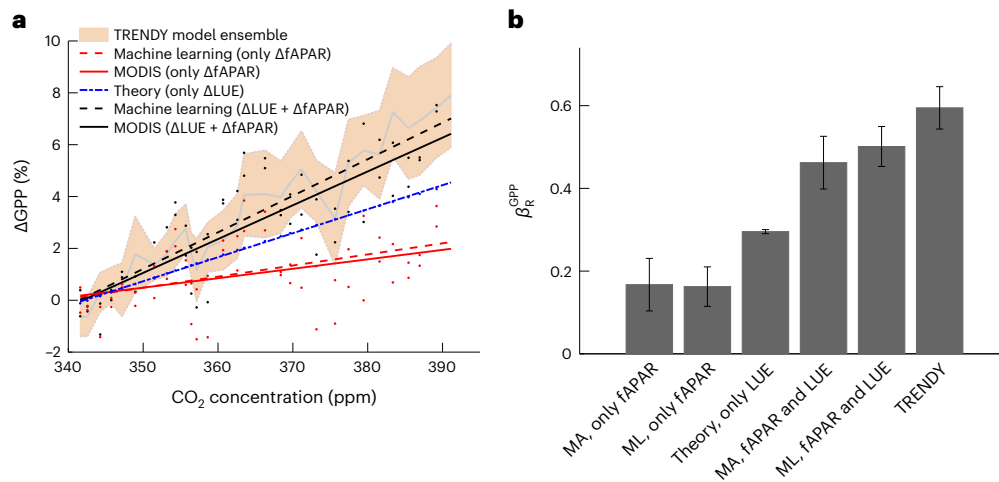 a
10
8
6
4
2
0
–2
ΔGPP (%)
TRENDY model ensemble
Machine learning (only ΔfAPAR)
MODIS (only ΔfAPAR)
Theory (only ΔLUE)
Machine learning (ΔLUE + ΔfAPAR)
MODIS (ΔLUE + ΔfAPAR)
340 350 360 370 380 390
CO₂ concentration (ppm)
b
0.6
0.4
0.2
0
β_R^GPP
MA, only fAPAR
ML, only fAPAR
Theory, only LUE
MA, fAPAR and LUE
ML, fAPAR and LUE
TRENDY